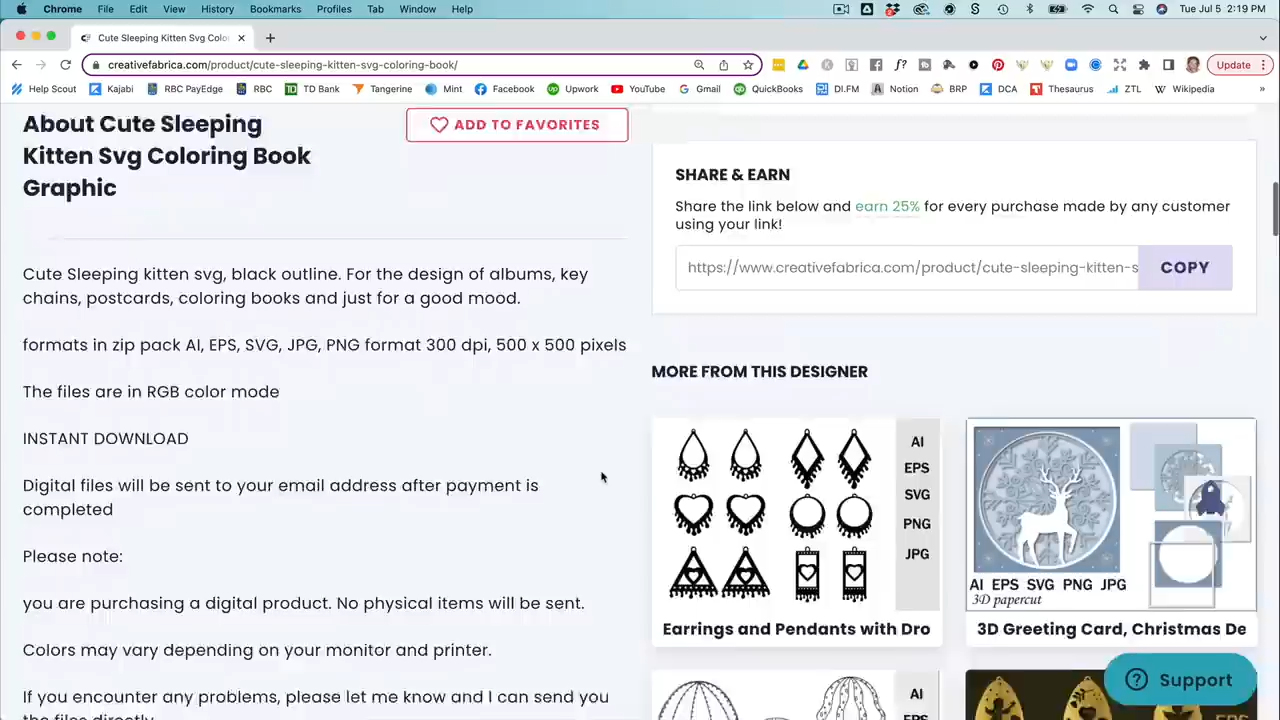 Chrome File Edit View History Bookmarks Profiles Tab Window Help Tue Jul 5 2:19 PM
Cute Sleeping Kitten Svg Colo
creativefabrica.com/product/cute-sleeping-kitten-svg-coloring-book/ Update
Help Scout Kajabi RBC PayEdge RBC TD Bank Tangerine Mint Facebook Upwork YouTube Gmail QuickBooks DI.FM Notion BRP DCA Thesaurus ZTL Wikipedia »
About Cute Sleeping
Kitten Svg Coloring Book
Graphic
ADD TO FAVORITES
Cute Sleeping kitten svg, black outline. For the design of albums, key
chains, postcards, coloring books and just for a good mood.
formats in zip pack AI, EPS, SVG, JPG, PNG format 300 dpi, 500 x 500 pixels
The files are in RGB color mode
INSTANT DOWNLOAD
Digital files will be sent to your email address after payment is
completed
Please note:
you are purchasing a digital product. No physical items will be sent.
Colors may vary depending on your monitor and printer.
If you encounter any problems, please let me know and I can send you
the files directly
SHARE & EARN
Share the link below and earn 25% for every purchase made by any customer
using your link!
https://www.creativefabrica.com/product/cute-sleeping-kitten-s
COPY
MORE FROM THIS DESIGNER
AI
EPS
SVG
PNG
JPG
Earrings and Pendants with Dro
AI EPS SVG PNG JPG
3D papercut
3D Greeting Card, Christmas De
AI
Support